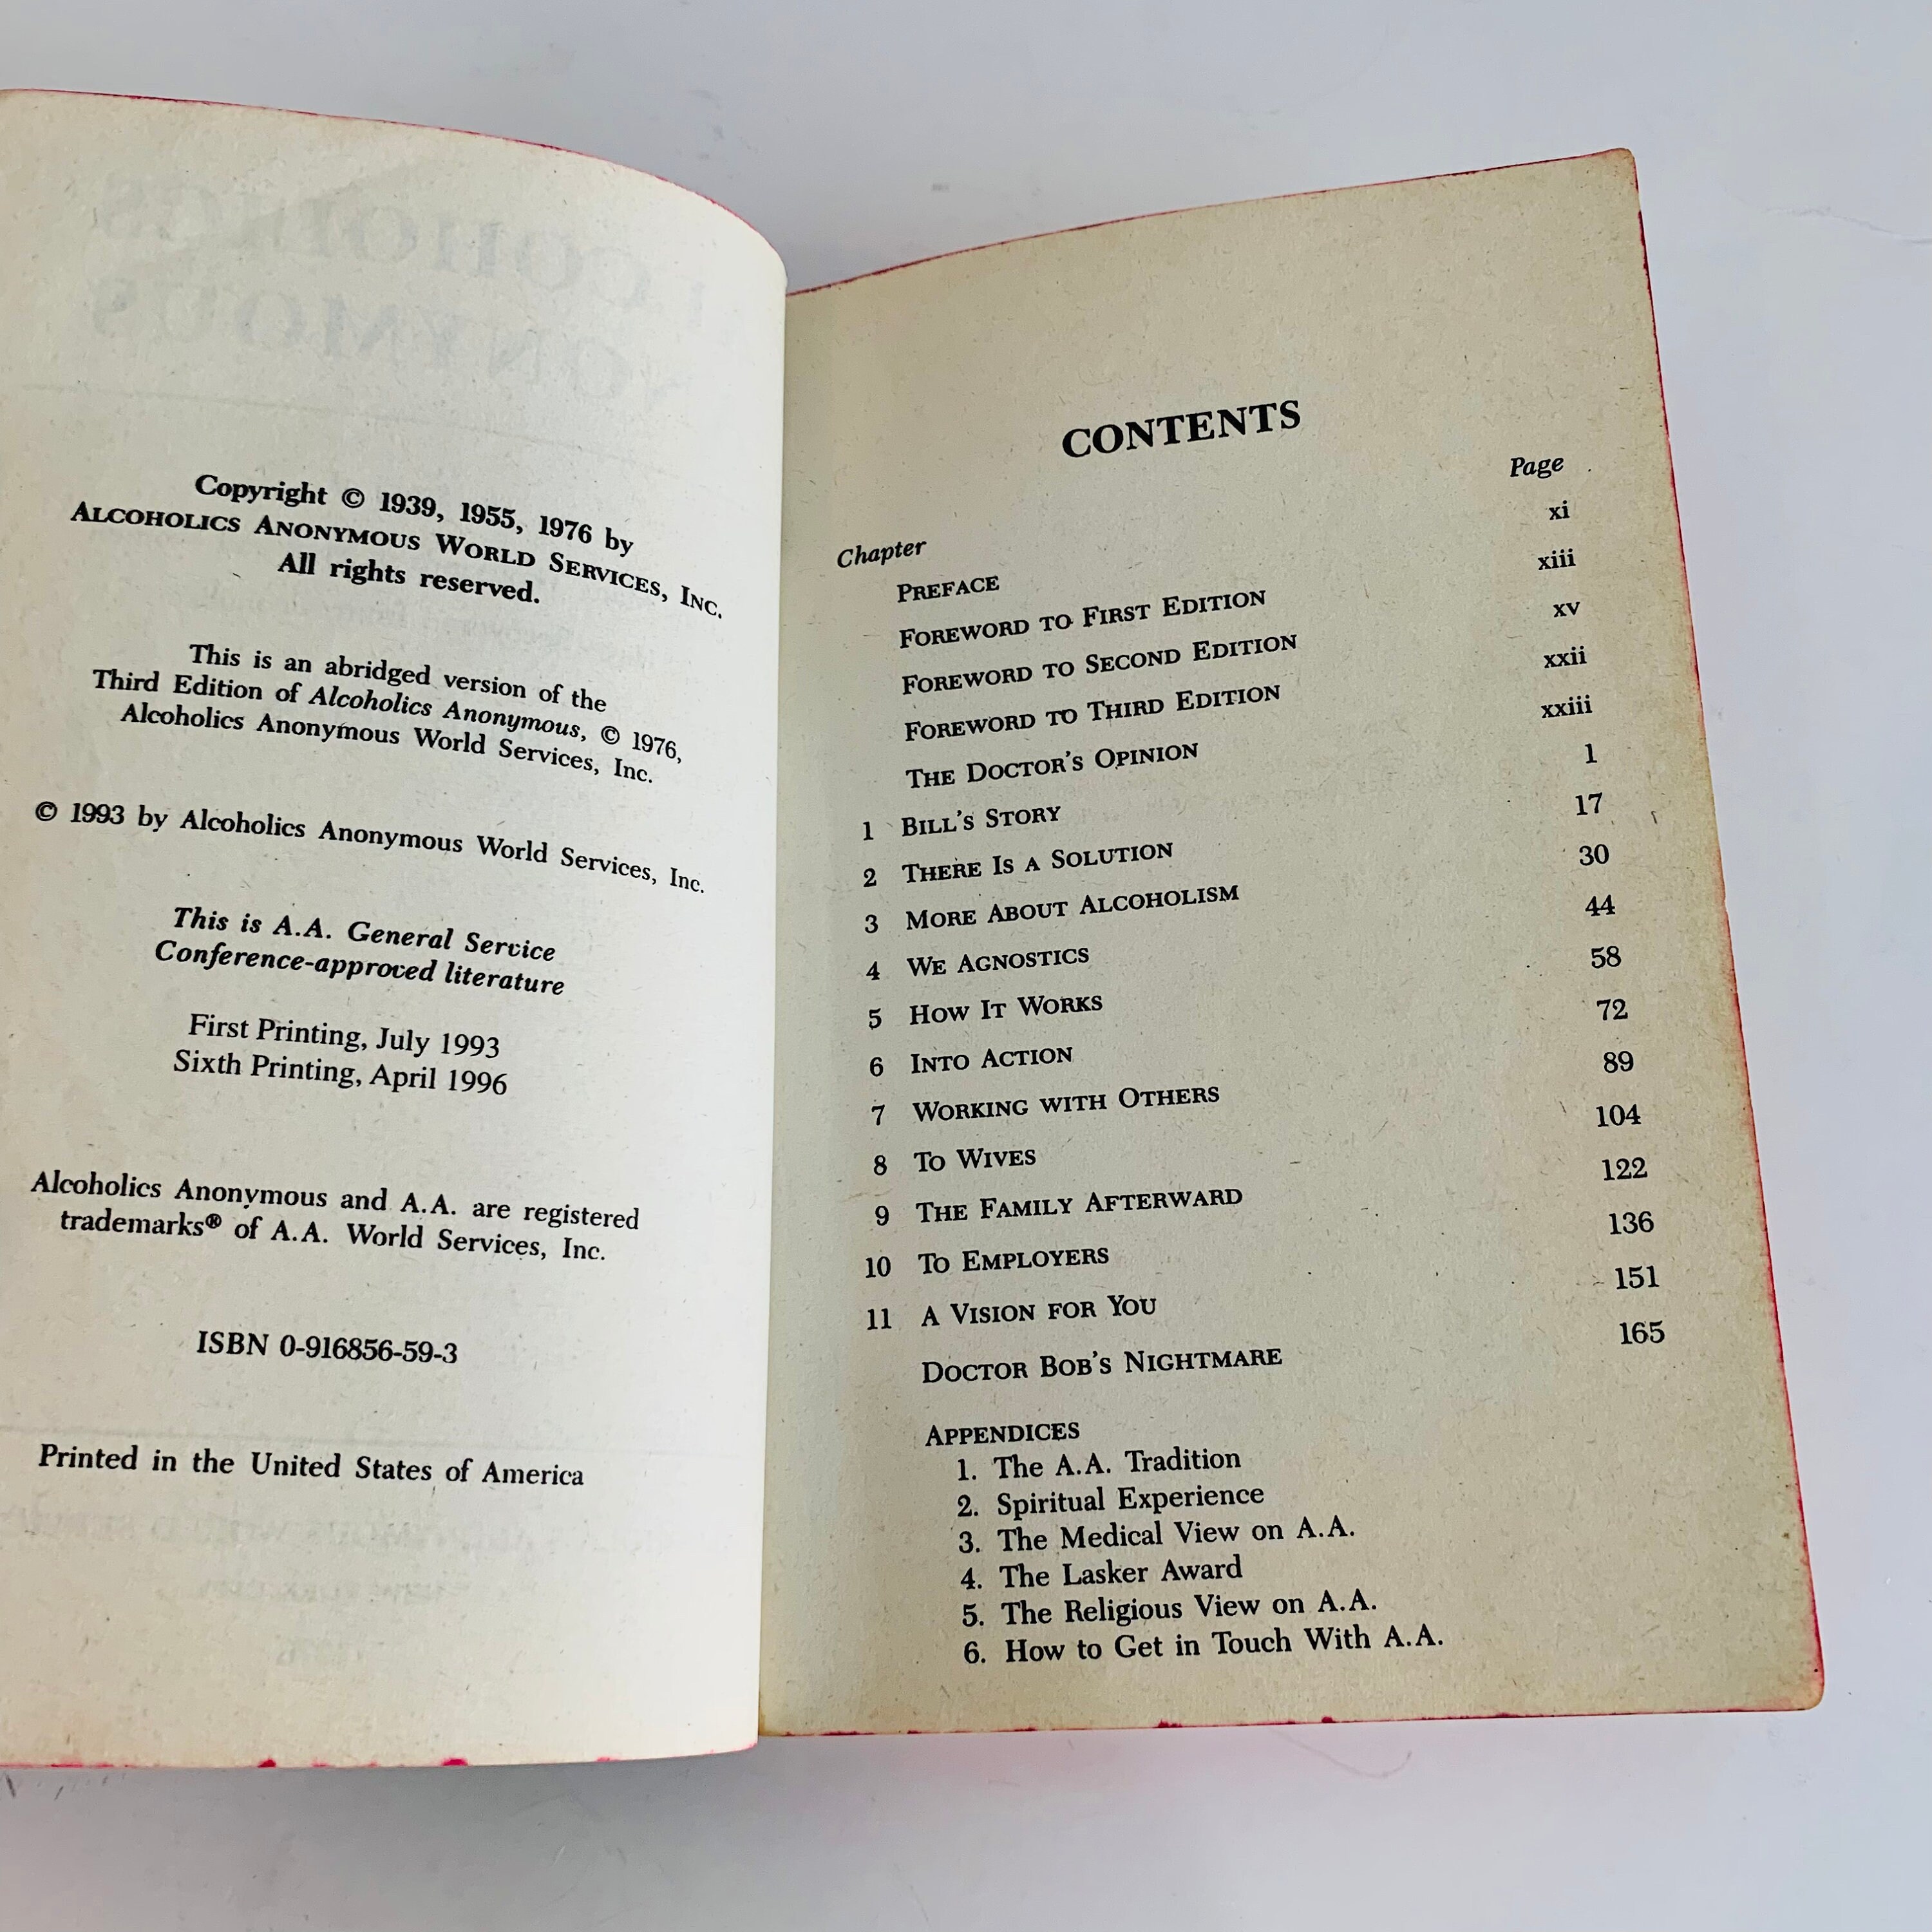 Copyright © 1939, 1955, 1976 by
ALCOHOLICS ANONYMOUS WORLD SERVICES, INC.
All rights reserved.
This is an abridged version of the
Third Edition of Alcoholics Anonymous, © 1976,
Alcoholics Anonymous World Services, Inc.
© 1993 by Alcoholics Anonymous World Services, Inc.
This is A.A. General Service
Conference-approved literature
First Printing, July 1993
Sixth Printing, April 1996
Alcoholics Anonymous and A.A. are registered
trademarks® of A.A. World Services, Inc.
ISBN 0-916856-59-3
Printed in the United States of America
CONTENTS
Chapter Page
PREFACE xi
FOREWORD TO FIRST EDITION xiii
FOREWORD TO SECOND EDITION xv
FOREWORD TO THIRD EDITION xxii
THE DOCTOR'S OPINION xxiii
1 BILL'S STORY 1
2 THERE IS A SOLUTION 17
3 MORE ABOUT ALCOHOLISM 30
4 WE AGNOSTICS 44
5 HOW IT WORKS 58
6 INTO ACTION 72
7 WORKING WITH OTHERS 89
8 TO WIVES 104
9 THE FAMILY AFTERWARD 122
10 TO EMPLOYERS 136
11 A VISION FOR YOU 151
DOCTOR BOB'S NIGHTMARE 165
APPENDICES
1. The A.A. Tradition
2. Spiritual Experience
3. The Medical View on A.A.
4. The Lasker Award
5. The Religious View on A.A.
6. How to Get in Touch With A.A.